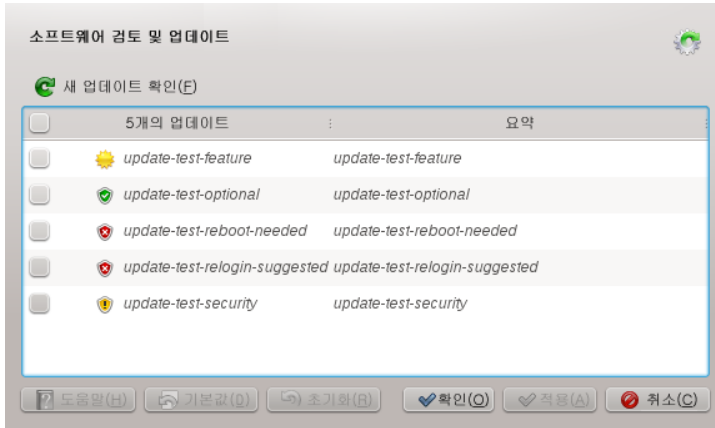 소프트웨어 검토 및 업데이트
새 업데이트 확인(F)
5개의 업데이트 요약
update-test-feature update-test-feature
update-test-optional update-test-optional
update-test-reboot-needed update-test-reboot-needed
update-test-relogin-suggested update-test-relogin-suggested
update-test-security update-test-security
도움말(H) 기본값(D) 초기화(R) 확인(O) 적용(A) 취소(C)